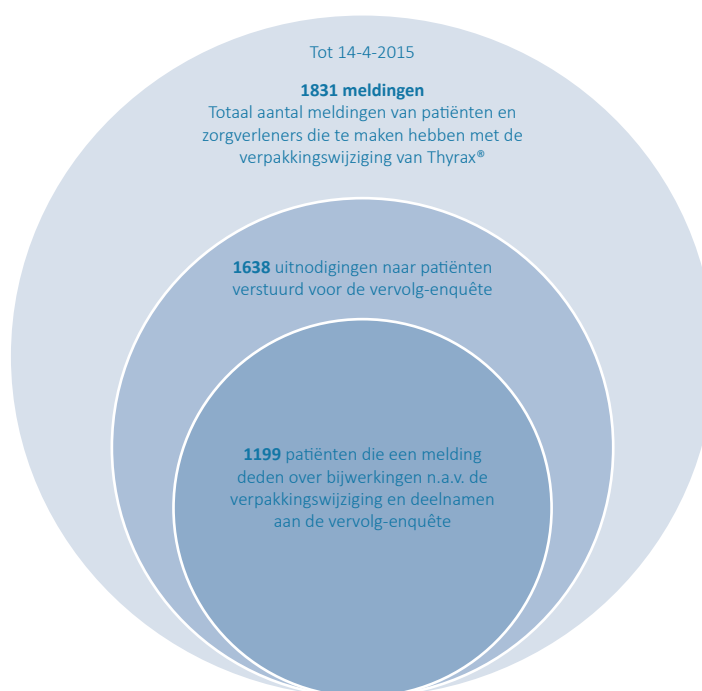 Tot 14-4-2015
1831 meldingen
Totaal aantal meldingen van patiënten en
zorgverleners die te maken hebben met de
verpakkingswijziging van Thyrax®
1638 uitnodigingen naar patiënten
verstuurd voor de vervolg-enquête
1199 patiënten die een melding
deden over bijwerkingen n.a.v. de
verpakkingswijziging en deelnamen
aan de vervolg-enquête